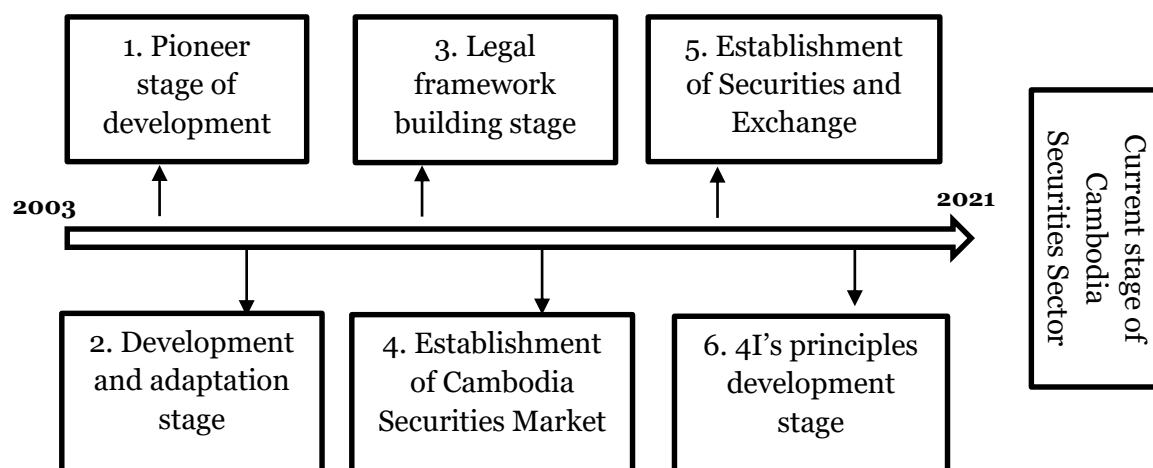 1. Pioneer
stage of
development
3. Legal
framework
building stage
5. Establishment
of Securities and
Exchange
2003
2021
2. Development
and adaptation
stage
4. Establishment
of Cambodia
Securities Market
6. 4I’s principles
development
stage
Current stage of
Cambodia
Securities Sector